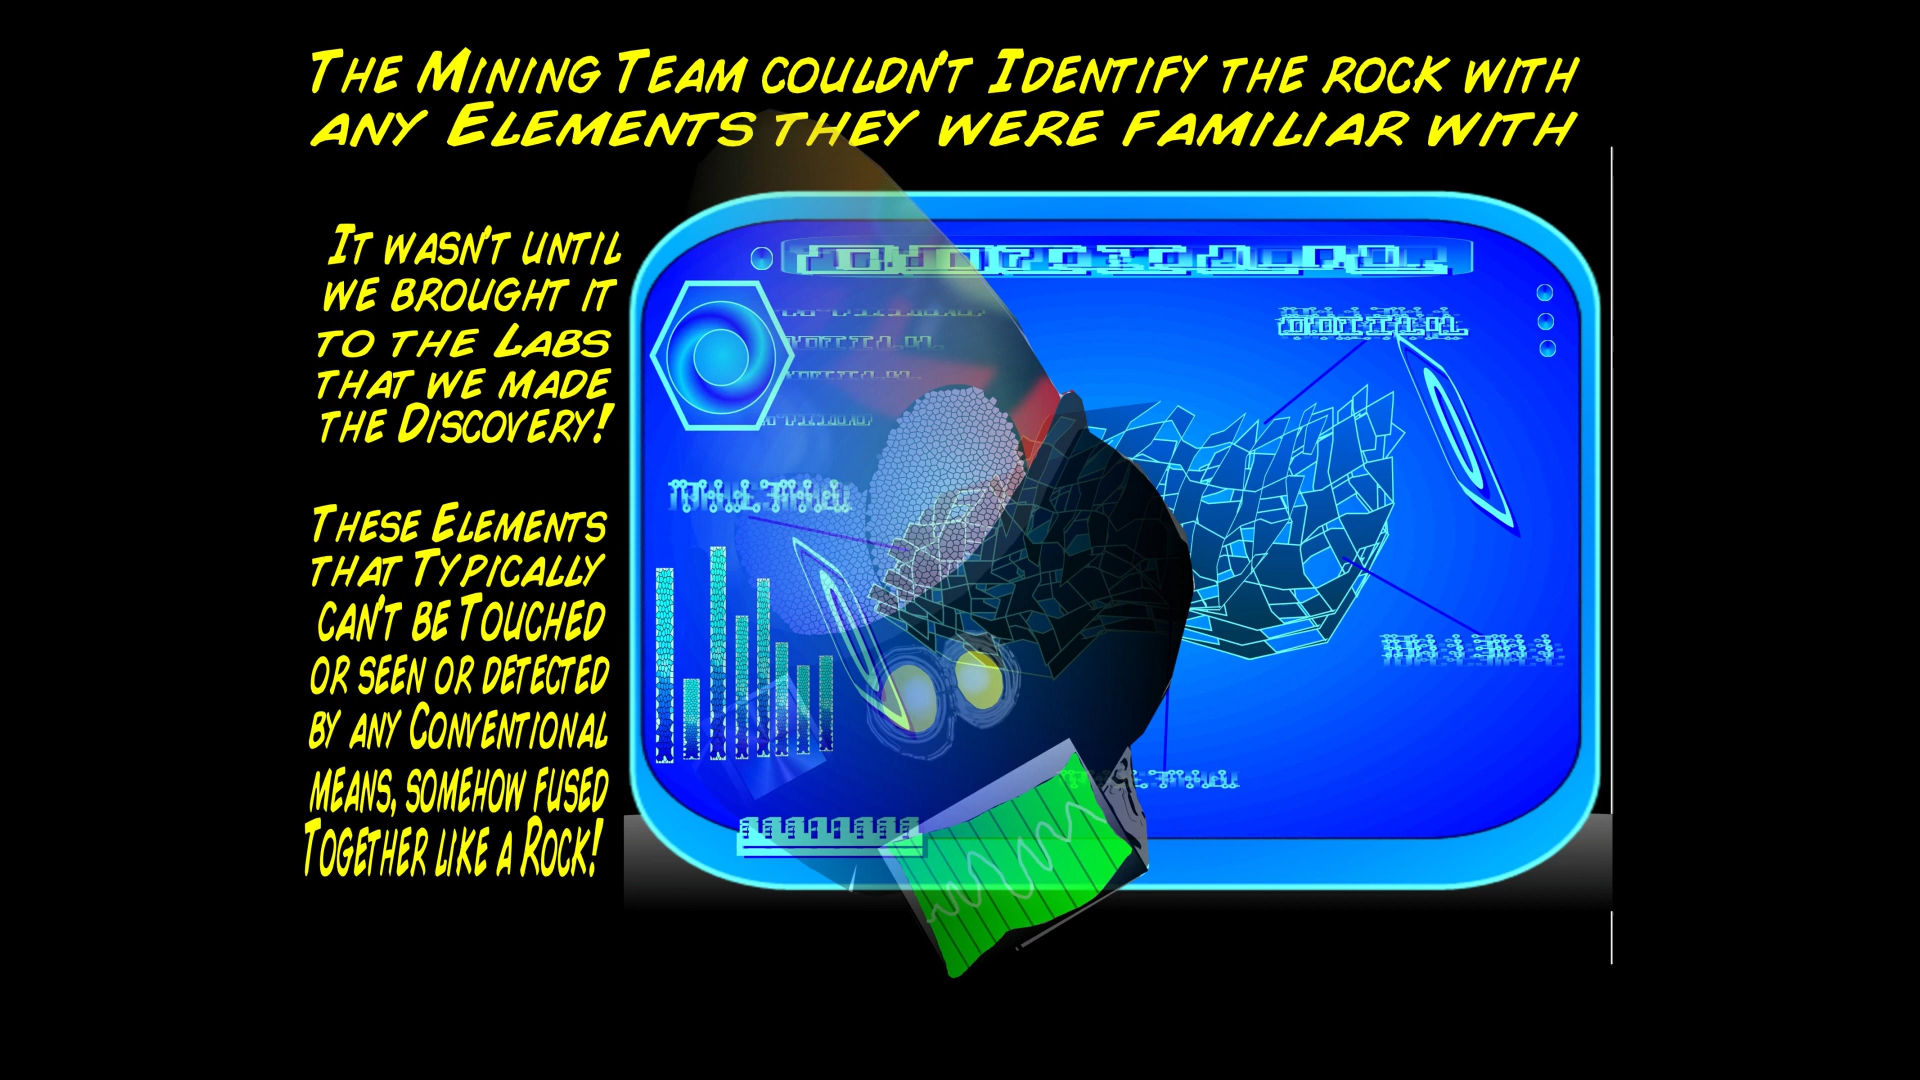 The Mining Team couldn't Identify the rock with
any Elements they were familiar with
It wasn't until
we brought it
to the Labs
that we made
the Discovery!
These Elements
that Typically
can't be Touched
or seen or detected
by any Conventional
means, somehow fused
Together like a Rock!